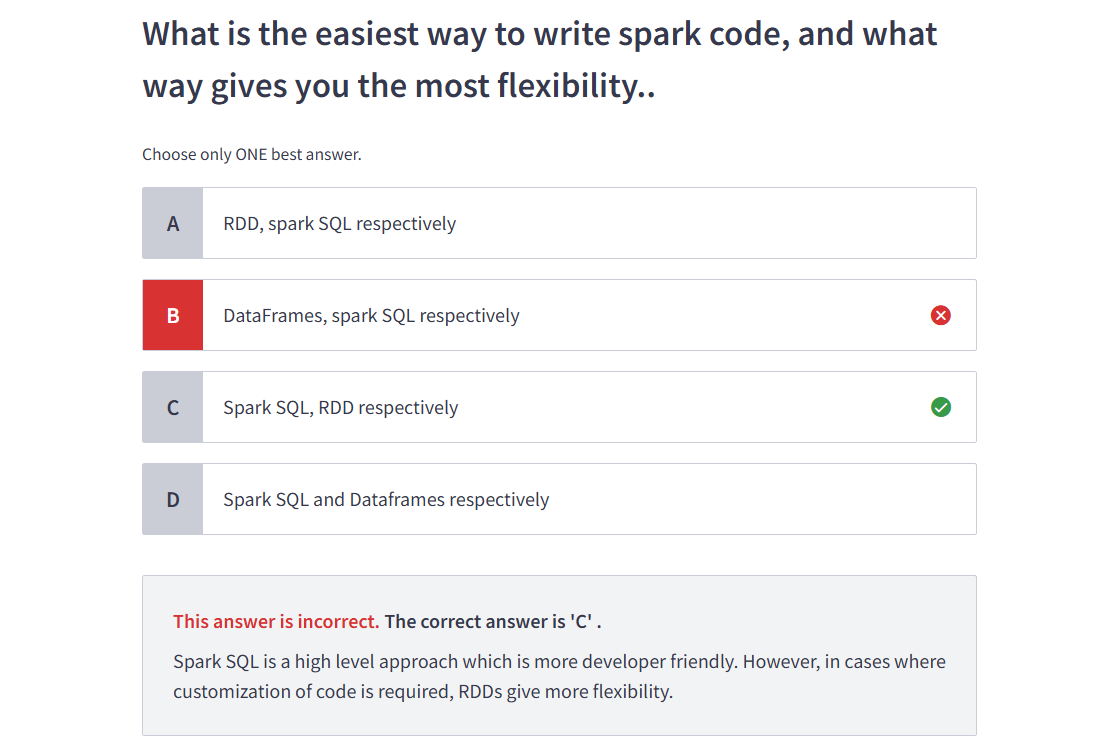 What is the easiest way to write spark code, and what
way gives you the most flexibility..
Choose only ONE best answer.
A
RDD, spark SQL respectively
B
DataFrames, spark SQL respectively
C
Spark SQL, RDD respectively
D
Spark SQL and Dataframes respectively
This answer is incorrect. The correct answer is 'C' .
Spark SQL is a high level approach which is more developer friendly. However, in cases where
customization of code is required, RDDs give more flexibility.